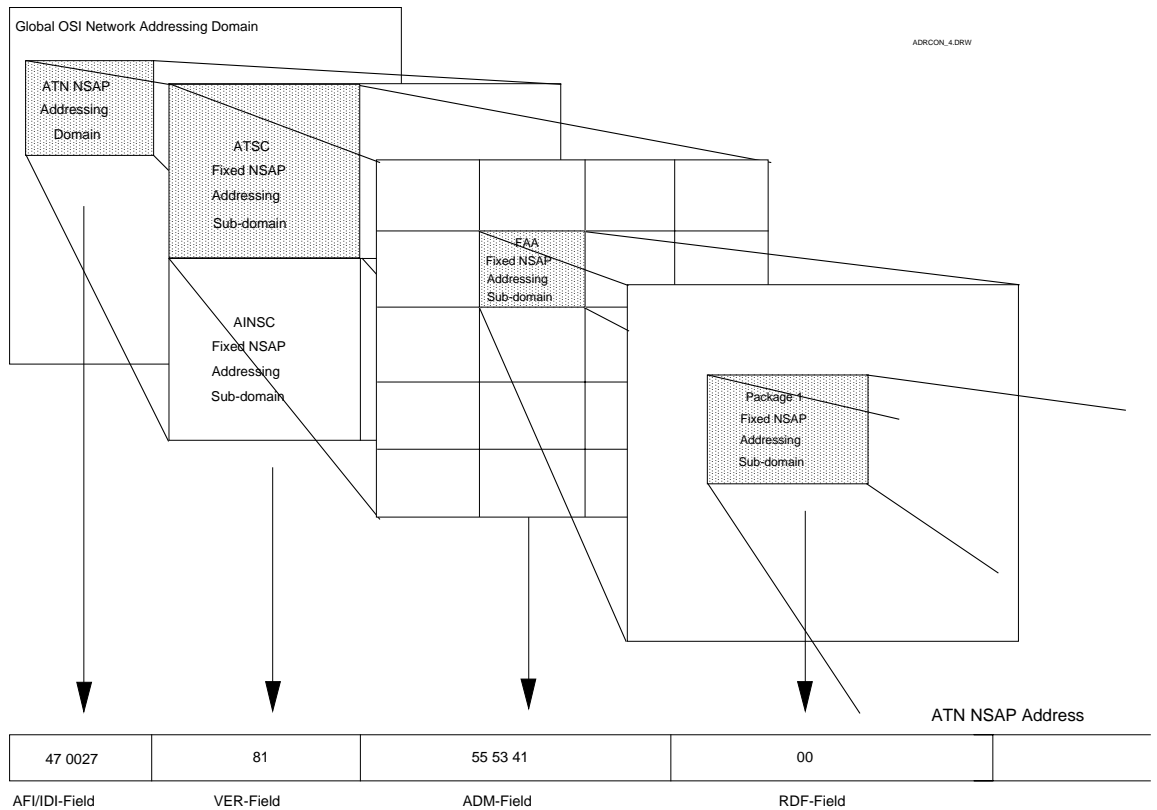 Global OSI Network Addressing Domain
ADRCON_4.DRW
ATN NSAP
Addressing
Domain
ATSC
Fixed NSAP
Addressing
Sub-domain
AINSC
Fixed NSAP
Addressing
Sub-domain
FAA
Fixed NSAP
Addressing
Sub-domain
Package 1
Fixed NSAP
Addressing
Sub-domain
ATN NSAP Address
47 0027
81
55 53 41
00
AFI/IDI-Field
VER-Field
ADM-Field
RDF-Field